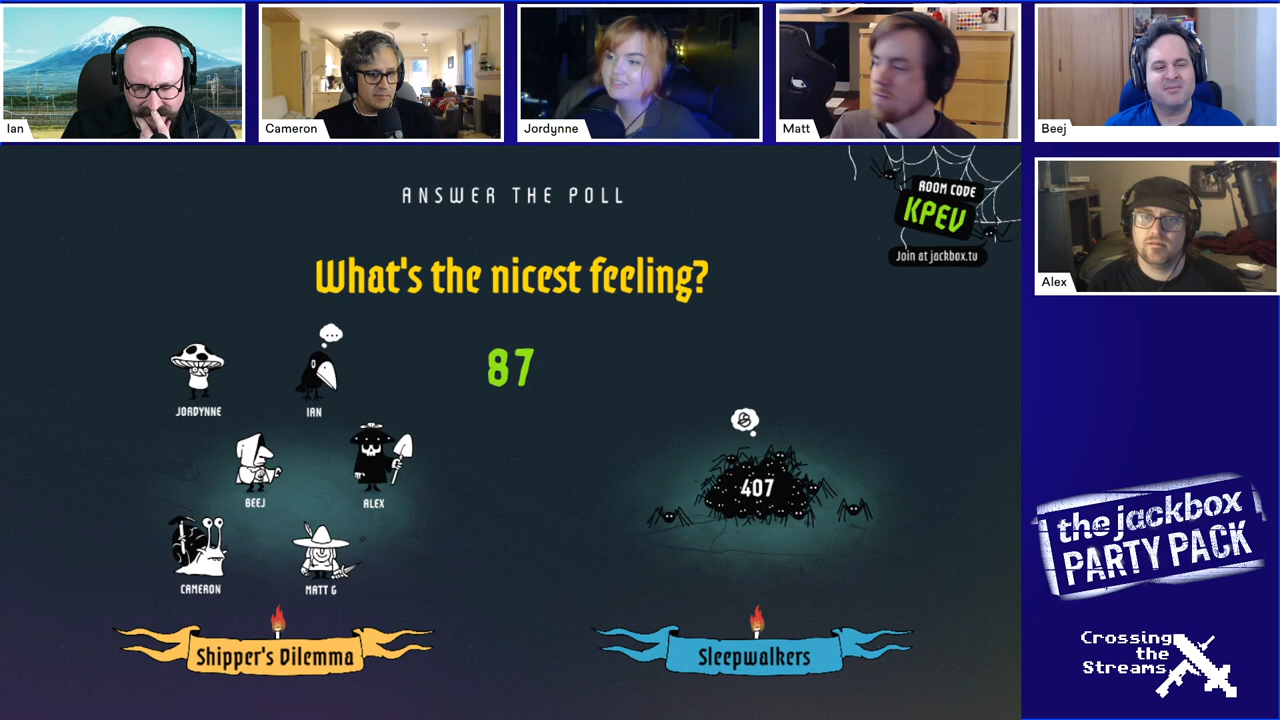 Ian
Cameron
Jordynne
Matt
Beej
ANSWER THE POLL
ROOM CODE
KPEV
Join at jackbox.tv
Alex
What's the nicest feeling?
87
JORDYNNE
IAN
BEEJ
ALEX
407
CAMERON
MATT G
Shipper's Dilemma
Sleepwalkers
the jackbox
PARTY PACK
Crossing
the
Streams